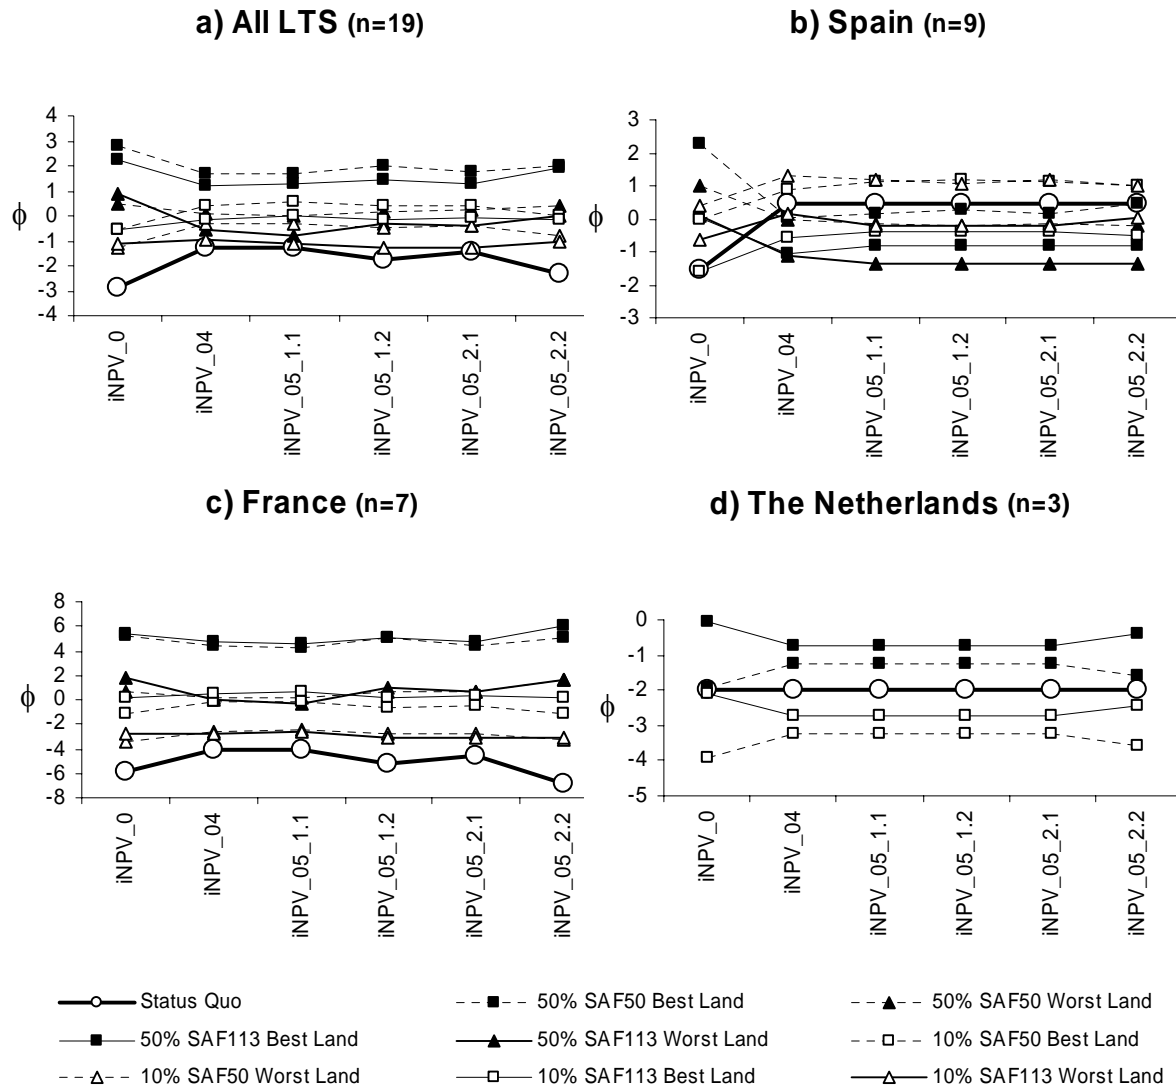 a) All LTS (n=19)
b) Spain (n=9)
4
3
2
1
0
-1
-2
-3
-4
ϕ
iNPV_0
iNPV_04
iNPV_05_1.1
iNPV_05_1.2
iNPV_05_2.1
iNPV_05_2.2
3
2
1
0
-1
-2
-3
ϕ
iNPV_0
iNPV_04
iNPV_05_1.1
iNPV_05_1.2
iNPV_05_2.1
iNPV_05_2.2
c) France (n=7)
d) The Netherlands (n=3)
8
6
4
2
0
-2
-4
-6
-8
ϕ
iNPV_0
iNPV_04
iNPV_05_1.1
iNPV_05_1.2
iNPV_05_2.1
iNPV_05_2.2
0
-1
-2
-3
-4
-5
ϕ
iNPV_0
iNPV_04
iNPV_05_1.1
iNPV_05_1.2
iNPV_05_2.1
iNPV_05_2.2
Status Quo
50% SAF50 Best Land
50% SAF50 Worst Land
50% SAF113 Best Land
50% SAF113 Worst Land
10% SAF50 Best Land
10% SAF50 Worst Land
10% SAF113 Best Land
10% SAF113 Worst Land